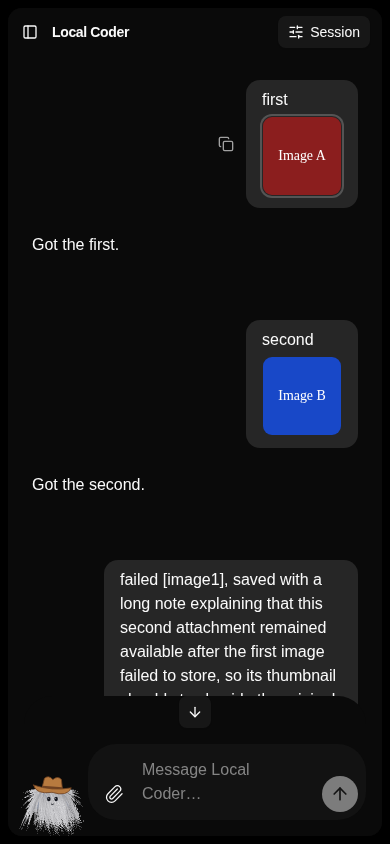 Local Coder
Session
first
Image A
Got the first.
second
Image B
Got the second.
failed [image1], saved with a
long note explaining that this
second attachment remained
available after the first image
failed to store, so its thumbnail
Message Local
Coder…